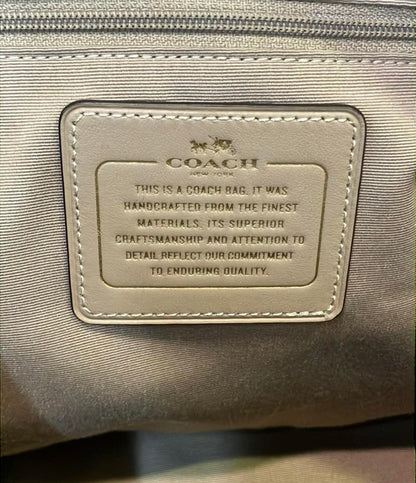 COACH
NEW YORK
THIS IS A COACH BAG. IT WAS
HANDCRAFTED FROM THE FINEST
MATERIALS. ITS SUPERIOR
CRAFTSMANSHIP AND ATTENTION TO
DETAIL REFLECT OUR COMMITMENT
TO ENDURING QUALITY.